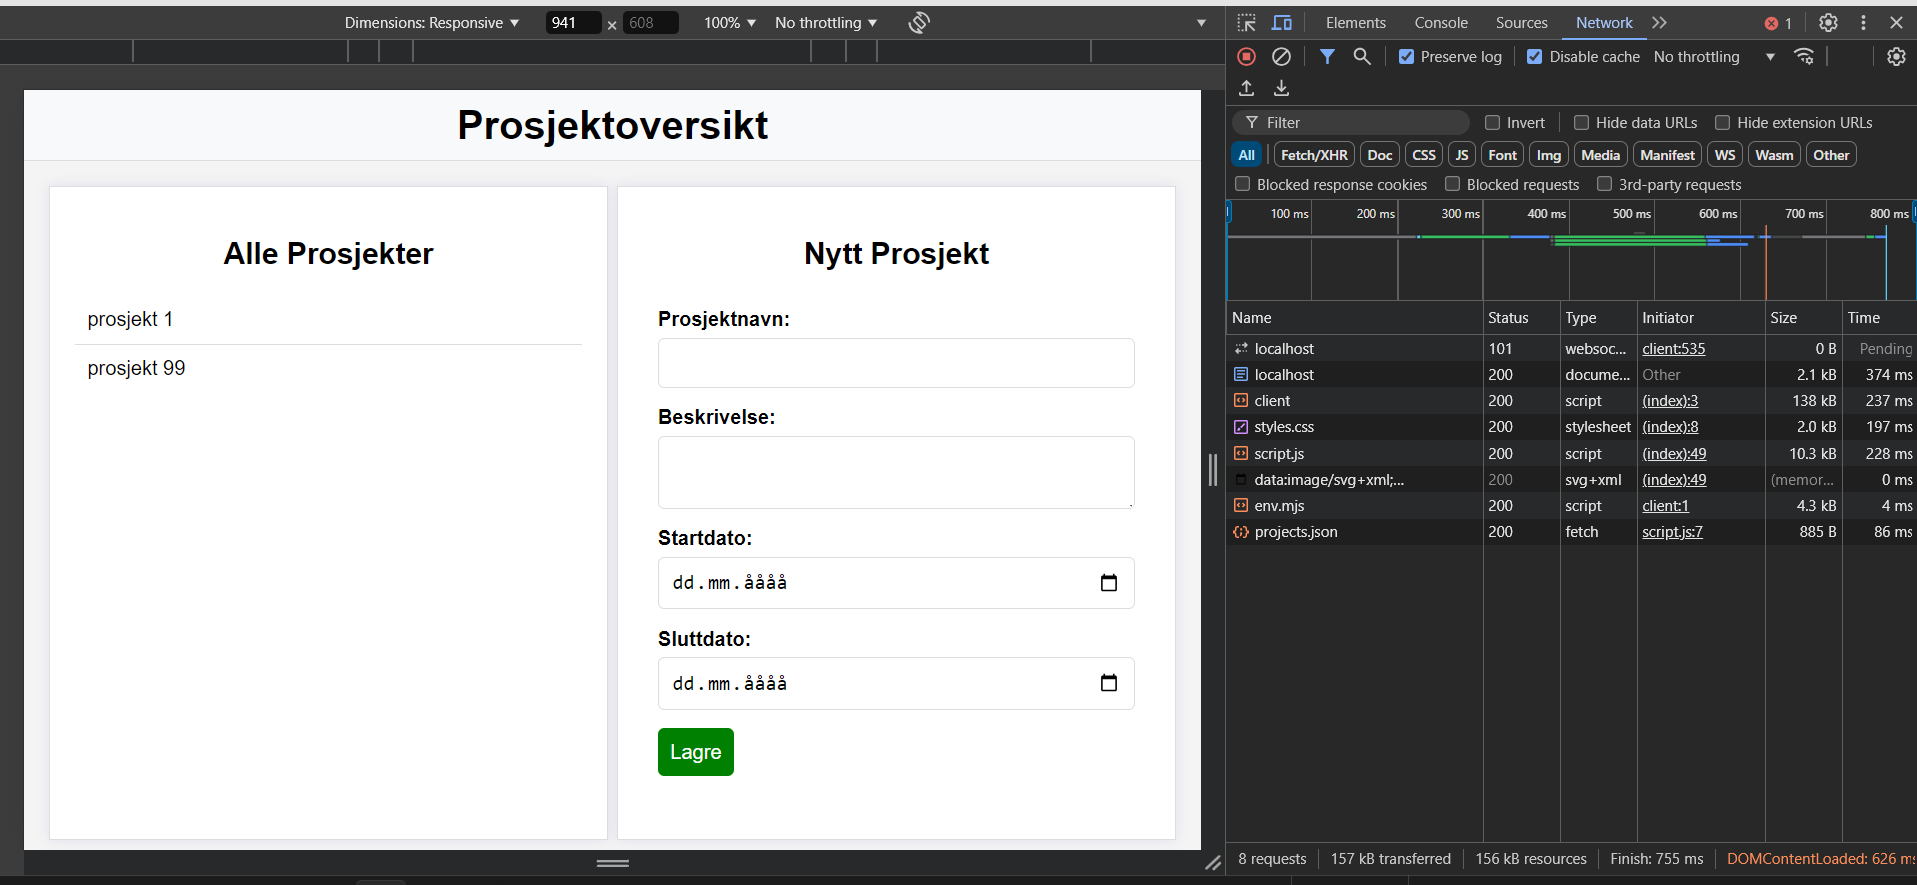 Dimensions: Responsive ▼ 941 × 608 100% ▼ No throttling ▼
Elements Console Sources Network 1
Preserve log Disable cache No throttling
Filter Invert Hide data URLs Hide extension URLs
All Fetch/XHR Doc CSS JS Font Img Media Manifest WS Wasm Other
Blocked response cookies Blocked requests 3rd-party requests
100 ms 200 ms 300 ms 400 ms 500 ms 600 ms 700 ms 800 ms
Prosjektoversikt
Alle Prosjekter
prosjekt 1
prosjekt 99
Nytt Prosjekt
Prosjektnavn:
Beskrivelse:
Startdato:
dd.mm.åååå
Sluttdato:
dd.mm.åååå
Lagre
Name Status Type Initiator Size Time
localhost 101 websoc... client:535 0 B Pending
localhost 200 docume... Other 2.1 kB 374 ms
client 200 script (index):3 138 kB 237 ms
styles.css 200 stylesheet (index):8 2.0 kB 197 ms
script.js 200 script (index):49 10.3 kB 228 ms
data:image/svg+xml;... 200 svg+xml (index):49 (memor... 0 ms
env.mjs 200 script client:1 4.3 kB 4 ms
projects.json 200 fetch script.js:7 885 B 86 ms
8 requests 157 kB transferred 156 kB resources Finish: 755 ms DOMContentLoaded: 626 ms